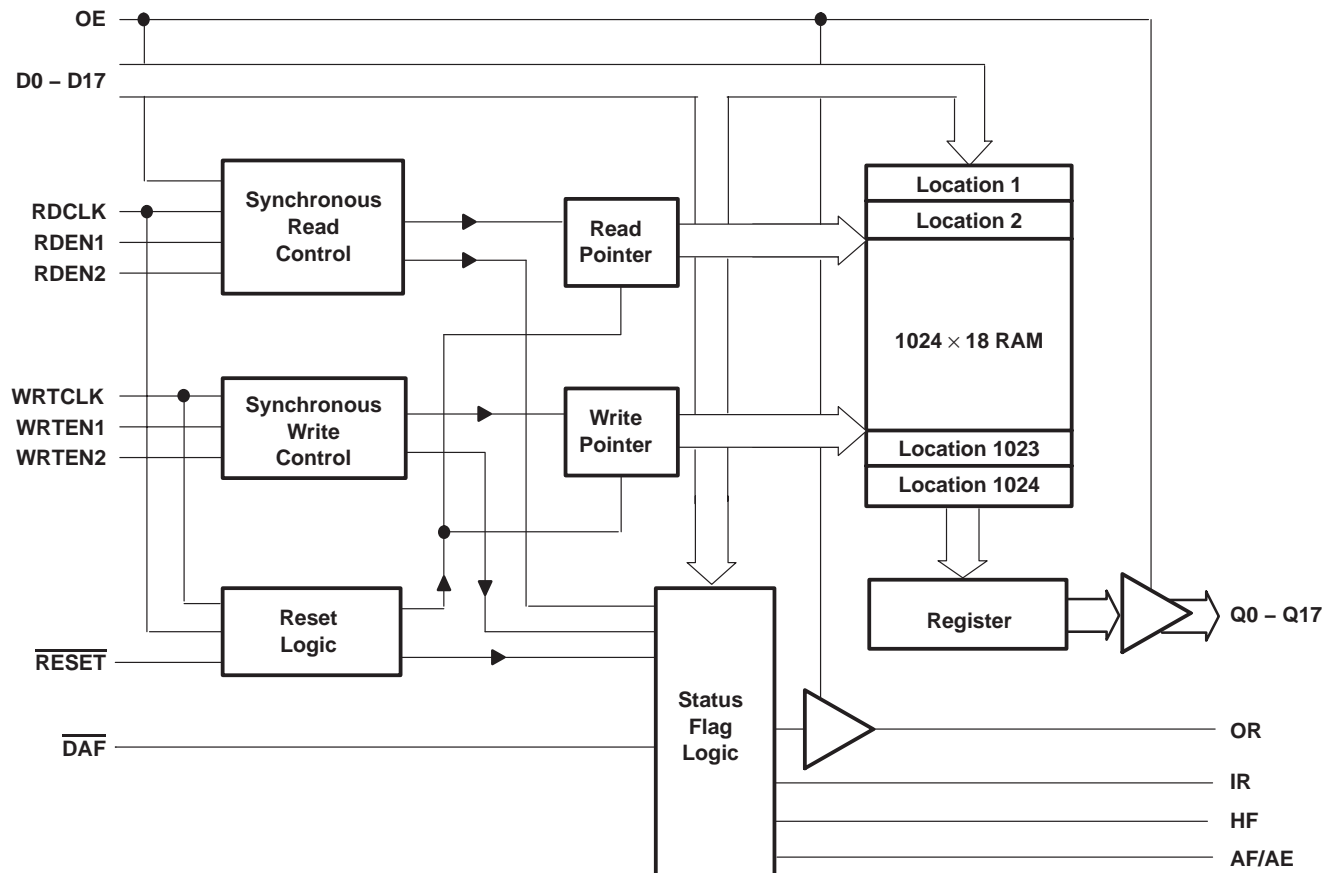 OE
D0 – D17
RDCLK
RDEN1
RDEN2
Synchronous
Read
Control
Read
Pointer
Location 1
Location 2
1024 × 18 RAM
WRTCLK
WRTEN1
WRTEN2
Synchronous
Write
Control
Write
Pointer
Location 1023
Location 1024
Reset
Logic
RESET
DAF
Status
Flag
Logic
Register
Q0 – Q17
OR
IR
HF
AF/AE